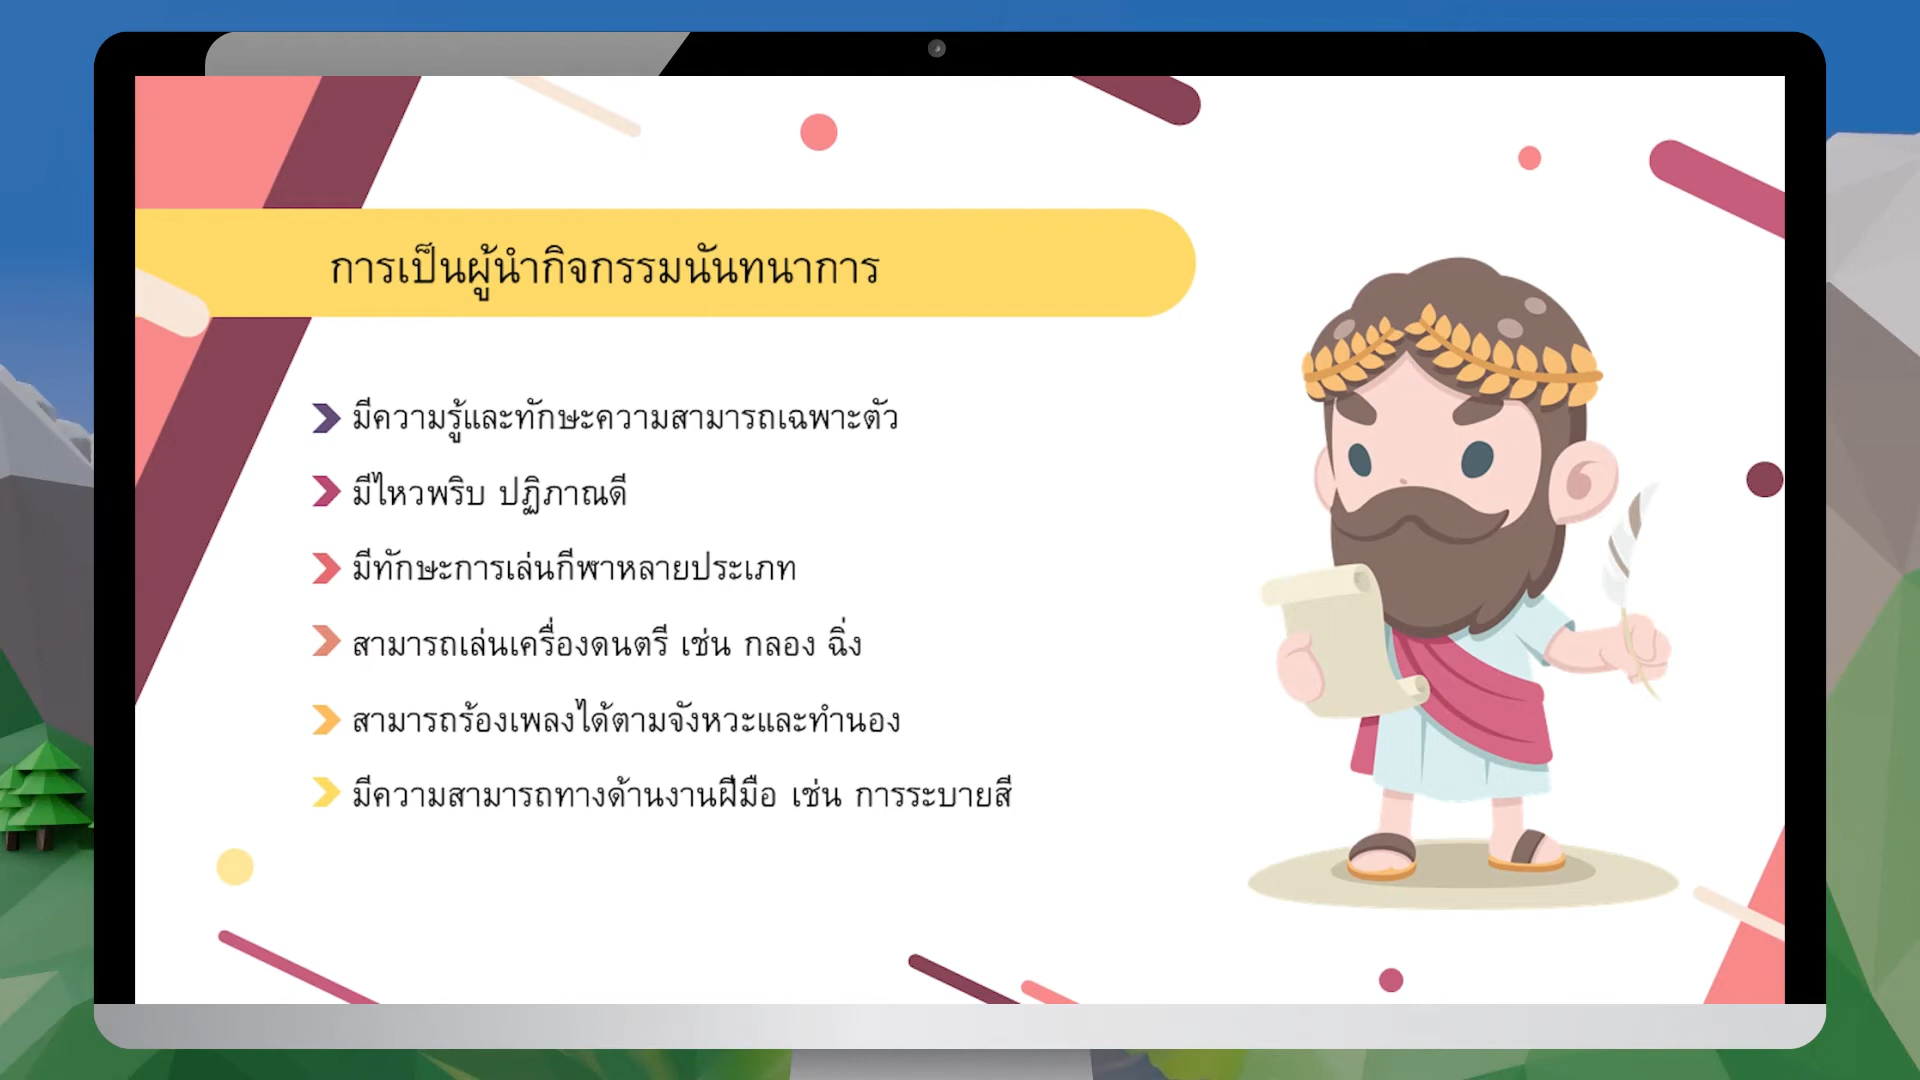 การเป็นผู้นำกิจกรรมนันทนาการ
มีความรู้และทักษะความสามารถเฉพาะตัว
มีไหวพริบ ปฏิภาณดี
มีทักษะการเล่นกีฬาหลายประเภท
สามารถเล่นเครื่องดนตรี เช่น กลอง ฉิ่ง
สามารถร้องเพลงได้ตามจังหวะและทำนอง
มีความสามารถทางด้านงานฝีมือ เช่น การระบายสี